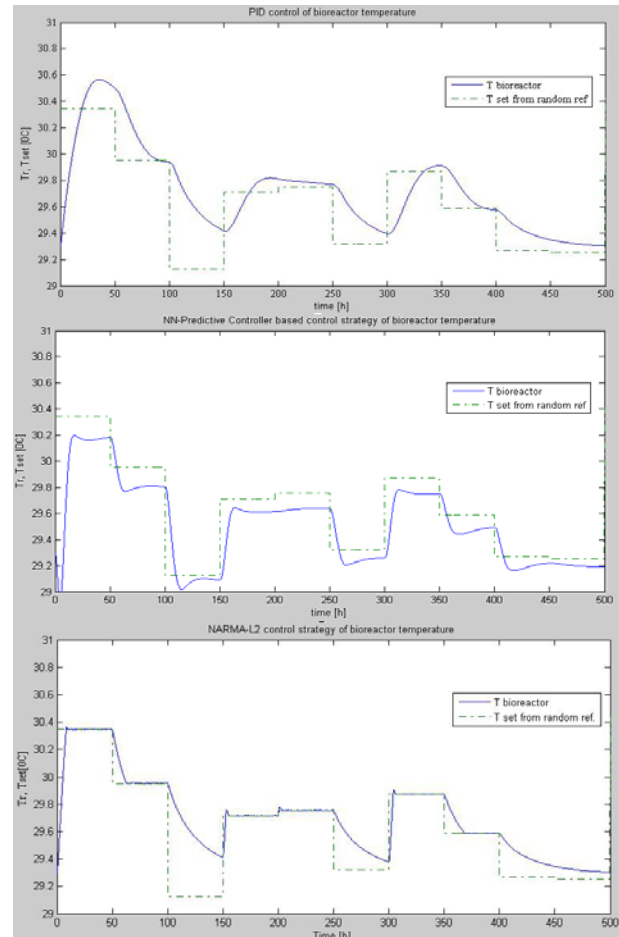 PID control of bioreactor temperature
31
30.8
30.6
30.4
30.2
30
29.8
29.6
29.4
29.2
29
Tr, Tset [0C]
T bioreactor
T set from random ref
0 50 100 150 200 250 300 350 400 450 500
time [h]
NN-Predictive Controller based control strategy of bioreactor temperature
31
30.8
30.6
30.4
30.2
30
29.8
29.6
29.4
29.2
29
Tr, Tset [0C]
T bioreactor
T set from random ref
0 50 100 150 200 250 300 350 400 450 500
time [h]
NARMA-L2 control strategy of bioreactor temperature
31
30.8
30.6
30.4
30.2
30
29.8
29.6
29.4
29.2
29
Tr, Tset[0C]
T bioreactor
T set from random ref.
0 50 100 150 200 250 300 350 400 450 500
Time [h]